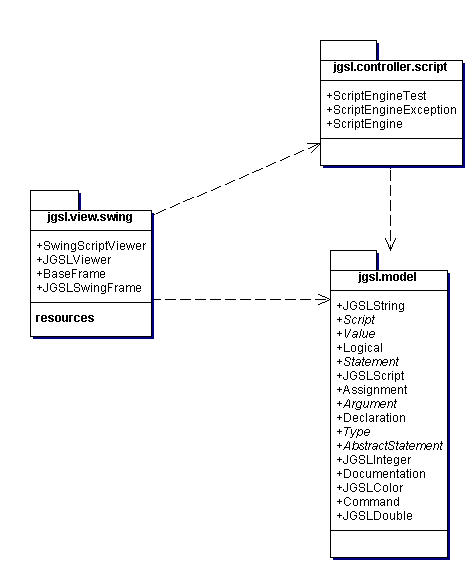 jgsl.controller.script
+ScriptEngineTest
+ScriptEngineException
+ScriptEngine
jgsl.view.swing
+SwingScriptViewer
+JGSLViewer
+BaseFrame
+JGSLSwingFrame
resources
jgsl.model
+JGSLString
+Script
+Value
+Logical
+Statement
+JGSLScript
+Assignment
+Argument
+Declaration
+Type
+AbstractStatement
+JGSLInteger
+Documentation
+JGSLColor
+Command
+JGSLDouble